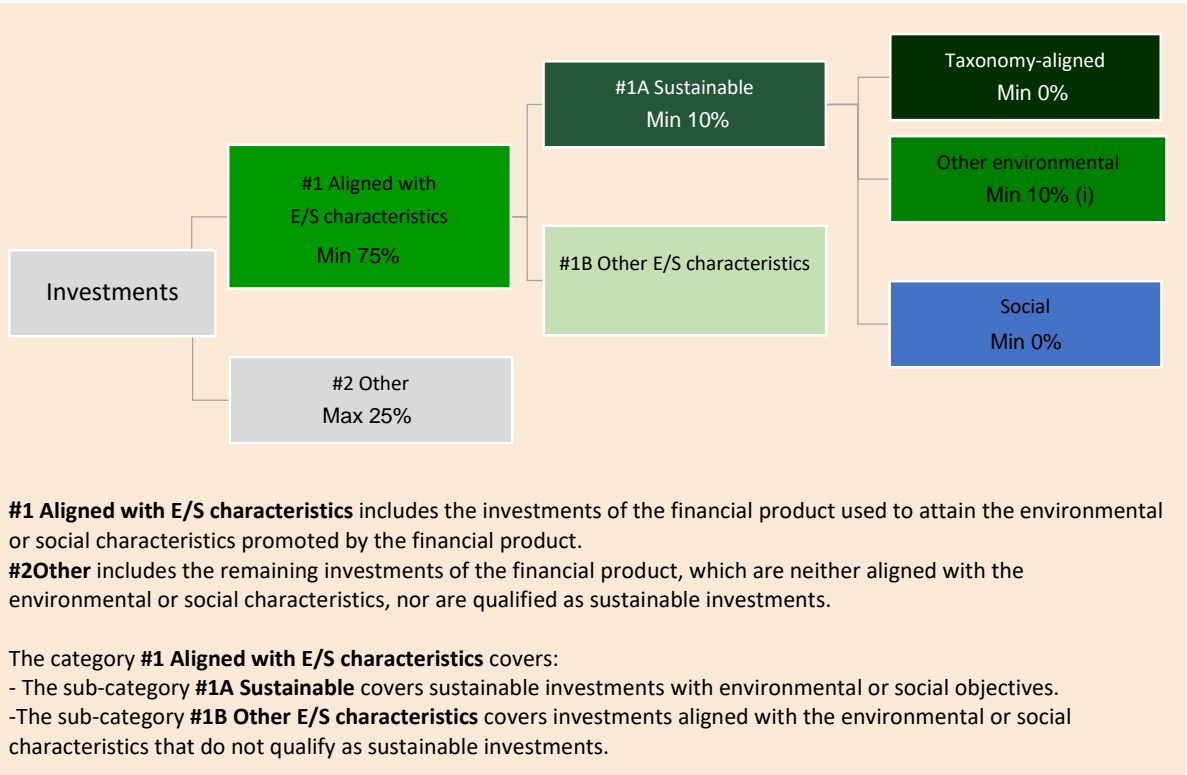 Investments
#1 Aligned with
E/S characteristics
Min 75%
#2 Other
Max 25%
#1A Sustainable
Min 10%
#1B Other E/S characteristics
Taxonomy-aligned
Min 0%
Other environmental
Min 10% (i)
Social
Min 0%
#1 Aligned with E/S characteristics includes the investments of the financial product used to attain the environmental
or social characteristics promoted by the financial product.
#2Other includes the remaining investments of the financial product, which are neither aligned with the
environmental or social characteristics, nor are qualified as sustainable investments.
The category #1 Aligned with E/S characteristics covers:
- The sub-category #1A Sustainable covers sustainable investments with environmental or social objectives.
-The sub-category #1B Other E/S characteristics covers investments aligned with the environmental or social
characteristics that do not qualify as sustainable investments.